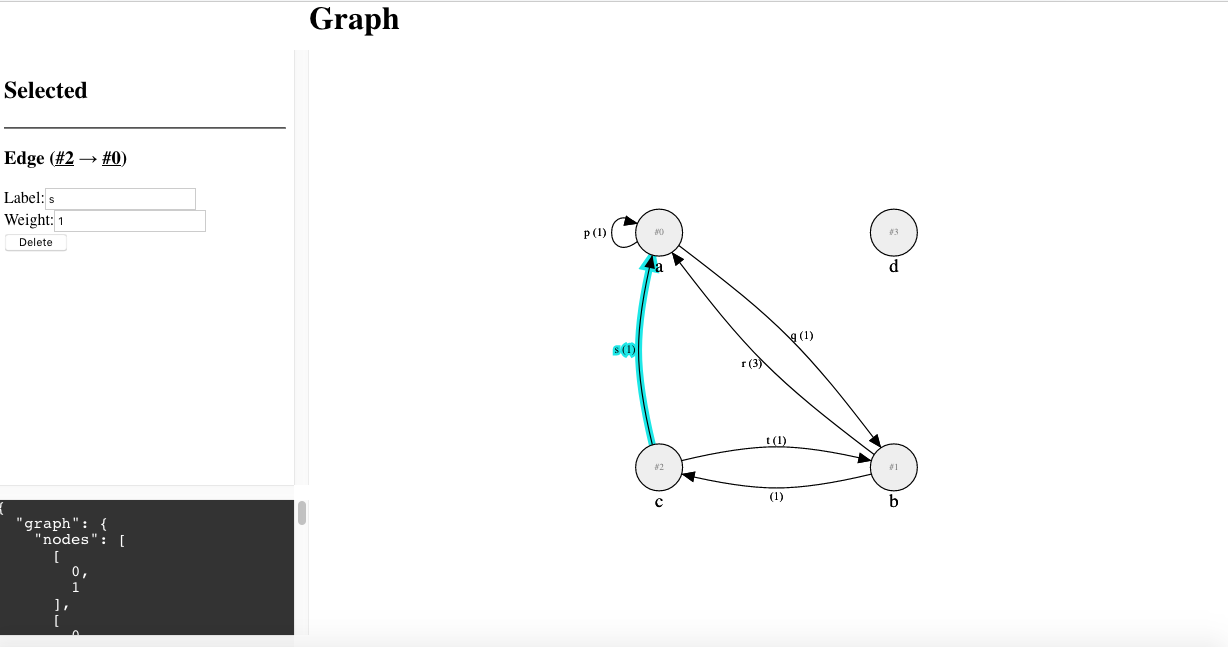 Graph
Selected
Edge (#2 → #0)
Label: s
Weight: 1
Delete
p (1)
#0
a
#3
d
q (1)
s (1)
r (3)
t (1)
#2
c
#1
b
(1)
{
"graph": {
"nodes": [
[
0,
1
],
[
0